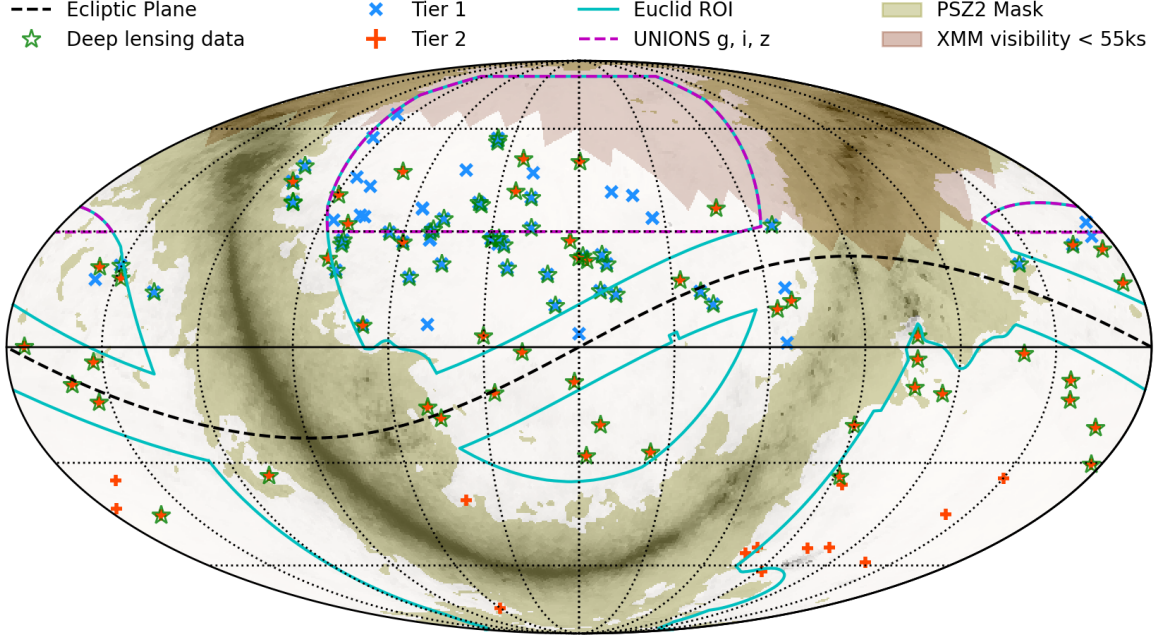 Ecliptic Plane Tier 1 Euclid ROI PSZ2 Mask
Deep lensing data Tier 2 UNIONS g, i, z XMM visibility < 55ks